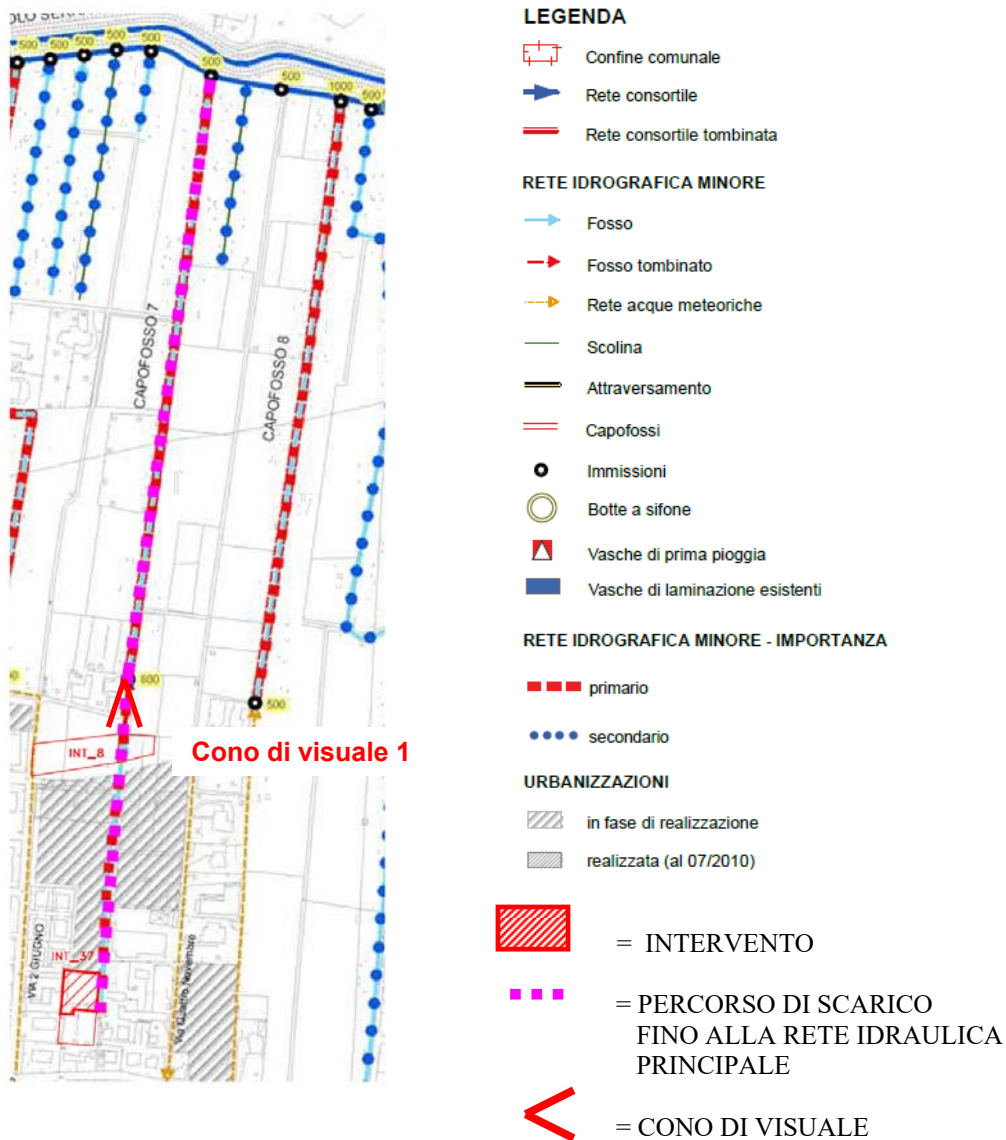 500
500
500
500
500
500
500
1000
500
CAPOFOSSO 7
CAPOFOSSO 8
800
500
INT_8
Cono di visuale 1
VIA 2 GIUGNO
INT_37
Via Quattro Novembre
LEGENDA
Confine comunale
Rete consortile
Rete consortile tombinata
RETE IDROGRAFICA MINORE
Fosso
Fosso tombinato
Rete acque meteoriche
Scolina
Attraversamento
Capofossi
Immissioni
Botte a sifone
Vasche di prima pioggia
Vasche di laminazione esistenti
RETE IDROGRAFICA MINORE - IMPORTANZA
primario
secondario
URBANIZZAZIONI
in fase di realizzazione
realizzata (al 07/2010)
= INTERVENTO
= PERCORSO DI SCARICO
FINO ALLA RETE IDRAULICA
PRINCIPALE
= CONO DI VISUALE